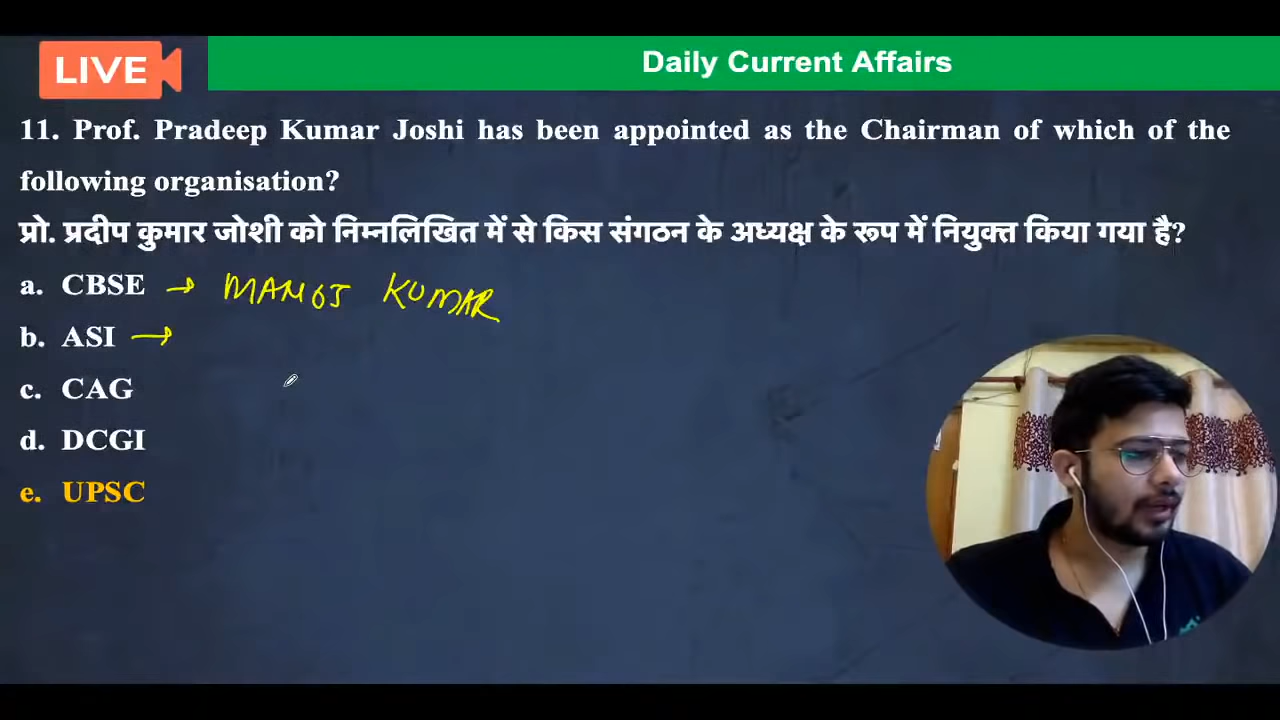 LIVE
Daily Current Affairs
11. Prof. Pradeep Kumar Joshi has been appointed as the Chairman of which of the
following organisation?
प्रो. प्रदीप कुमार जोशी को निम्नलिखित में से किस संगठन के अध्यक्ष के रूप में नियुक्त किया गया है?
a. CBSE → MANOJ KUMAR
b. ASI →
c. CAG
d. DCGI
e. UPSC